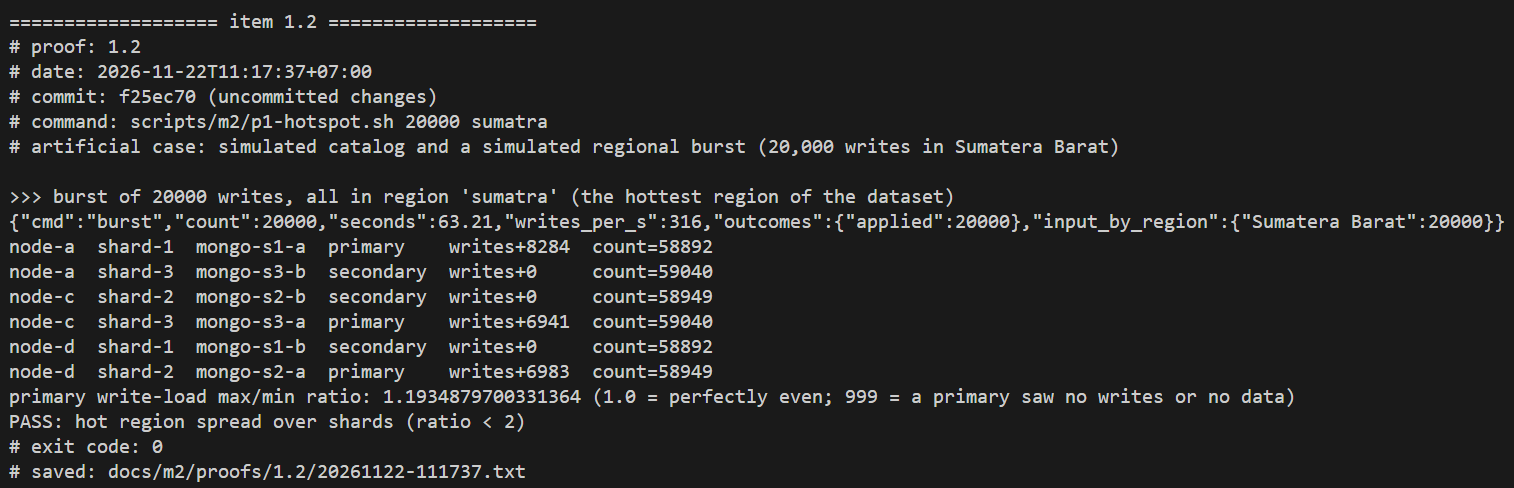 ================== item 1.2 ==================
# proof: 1.2
# date: 2026-11-22T11:17:37+07:00
# commit: f25ec70 (uncommitted changes)
# command: scripts/m2/p1-hotspot.sh 20000 sumatra
# artificial case: simulated catalog and a simulated regional burst (20,000 writes in Sumatera Barat)
>>> burst of 20000 writes, all in region 'sumatra' (the hottest region of the dataset)
{"cmd":"burst","count":20000,"seconds":63.21,"writes_per_s":316,"outcomes":{"applied":20000},"input_by_region":{"Sumatera Barat":20000}}
node-a  shard-1  mongo-s1-a  primary    writes+8284  count=58892
node-a  shard-3  mongo-s3-b  secondary  writes+0     count=59040
node-c  shard-2  mongo-s2-b  secondary  writes+0     count=58949
node-c  shard-3  mongo-s3-a  primary    writes+6941  count=59040
node-d  shard-1  mongo-s1-b  secondary  writes+0     count=58892
node-d  shard-2  mongo-s2-a  primary    writes+6983  count=58949
primary write-load max/min ratio: 1.1934879700331364 (1.0 = perfectly even; 999 = a primary saw no writes or no data)
PASS: hot region spread over shards (ratio < 2)
# exit code: 0
# saved: docs/m2/proofs/1.2/20261122-111737.txt